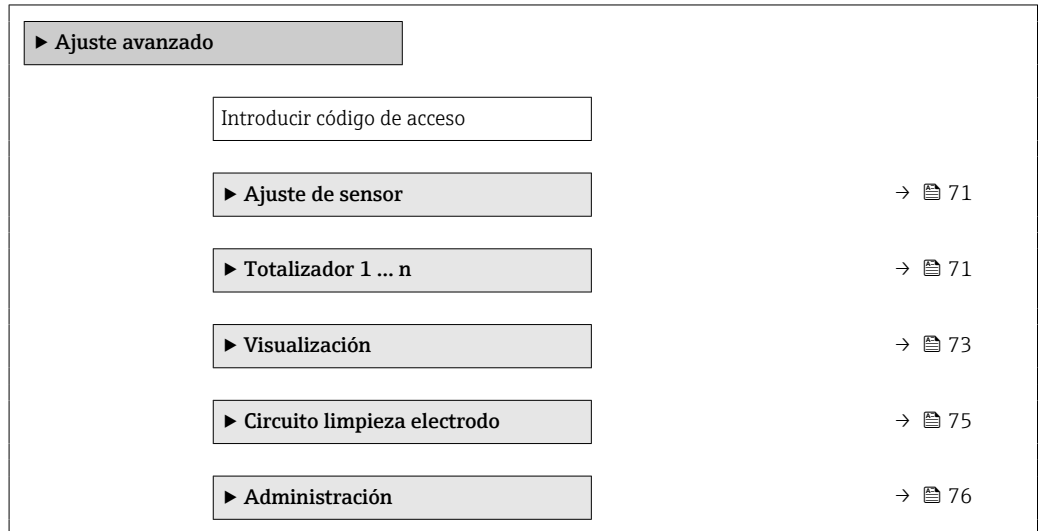 ▶ Ajuste avanzado
Introducir código de acceso
▶ Ajuste de sensor → 71
▶ Totalizador 1 … n → 71
▶ Visualización → 73
▶ Circuito limpieza electrodo → 75
▶ Administración → 76